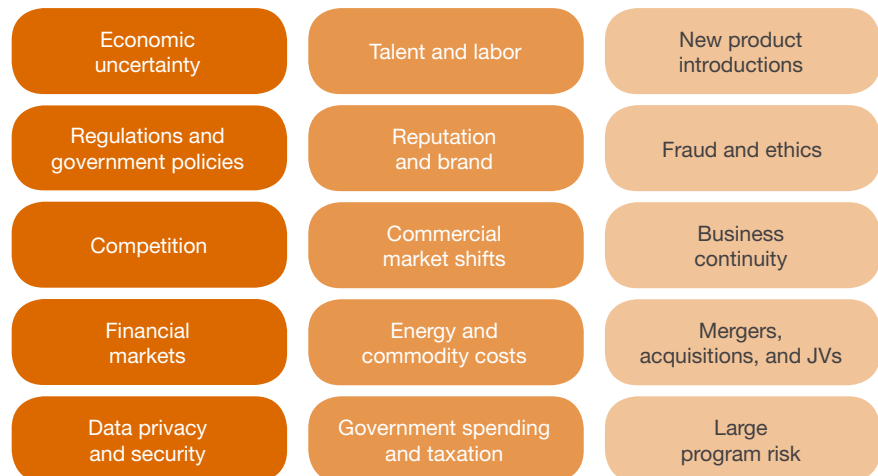 Economic
uncertainty
Talent and labor
New product
introductions
Regulations and
government policies
Reputation
and brand
Fraud and ethics
Competition
Commercial
market shifts
Business
continuity
Financial
markets
Energy and
commodity costs
Mergers,
acquisitions, and JVs
Data privacy
and security
Government spending
and taxation
Large
program risk